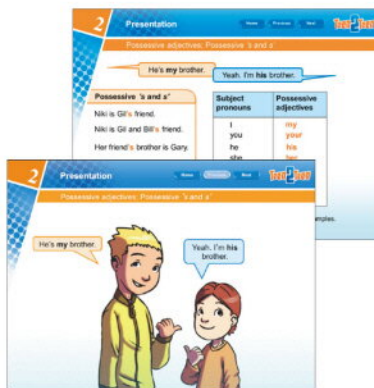 2
Presentation
Home
Previous
Next
Teen2Teen
Possessive adjectives; Possessive 's and s'
He's my brother.
Yeah. I'm his brother.
Possessive 's and s'
Niki is Gil's friend.
Niki is Gil and Bill's friend.
Her friend's brother is Gary.
Subject pronouns
Possessive adjectives
I
my
you
your
he
his
she
her
2
Presentation
Home
Previous
Next
Teen2Teen
Possessive adjectives; Possessive 's and s'
He's my brother.
Yeah. I'm his
brother.